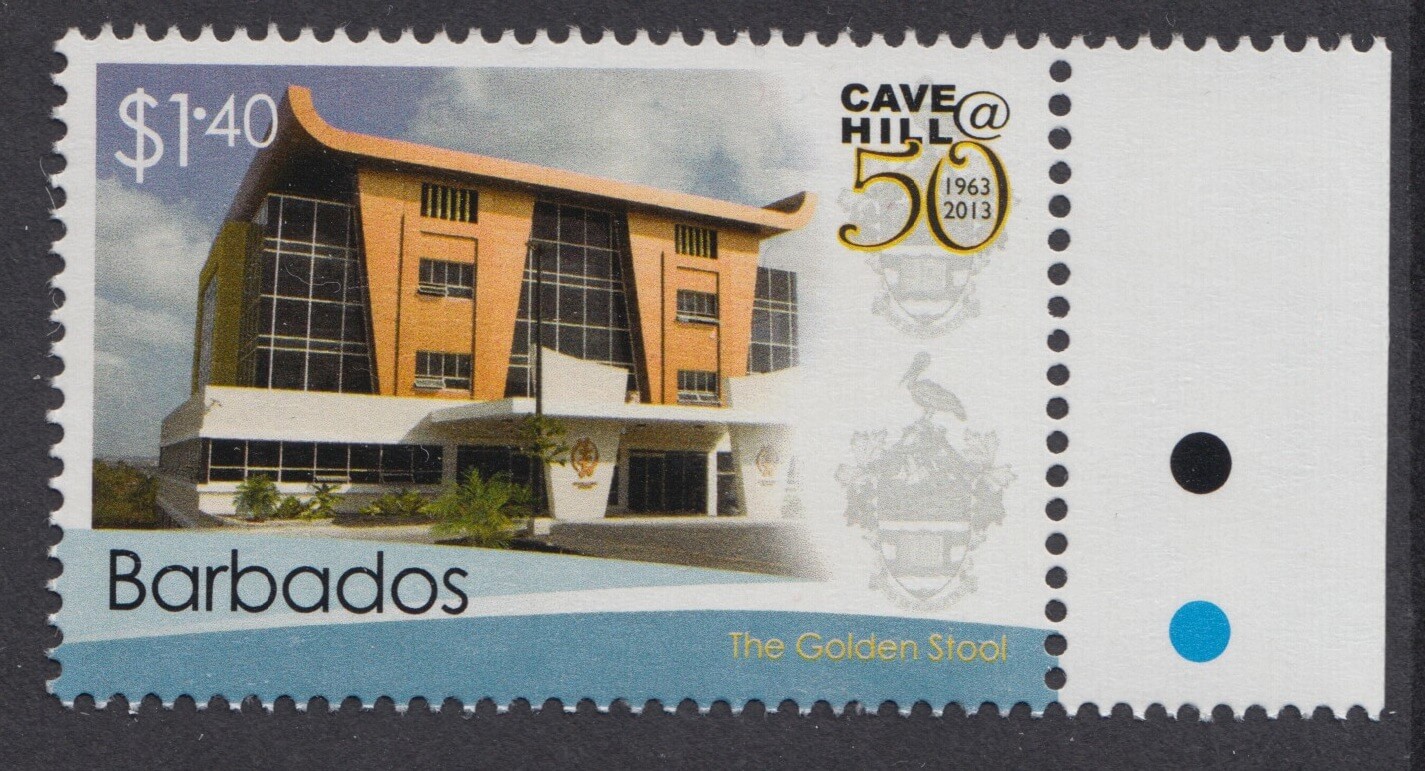 $1.40
CAVE @
HILL
50
1963
2013
Barbados
The Golden Stool